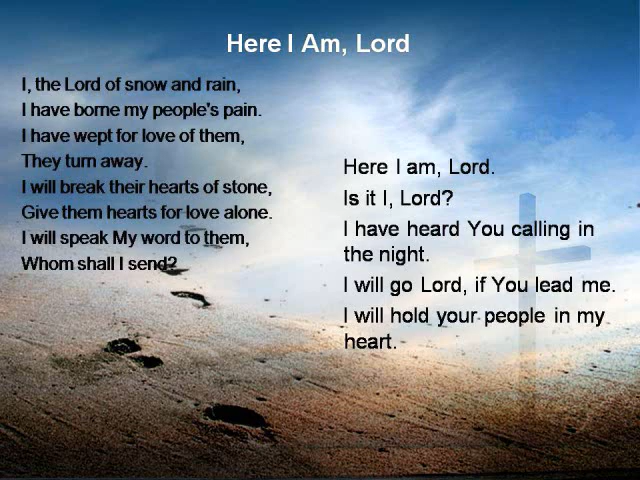 Here I Am, Lord
I, the Lord of snow and rain,
I have borne my people's pain.
I have wept for love of them,
They turn away.
I will break their hearts of stone,
Give them hearts for love alone.
I will speak My word to them,
Whom shall I send?
Here I am, Lord.
Is it I, Lord?
I have heard You calling in
the night.
I will go Lord, if You lead me.
I will hold your people in my
heart.